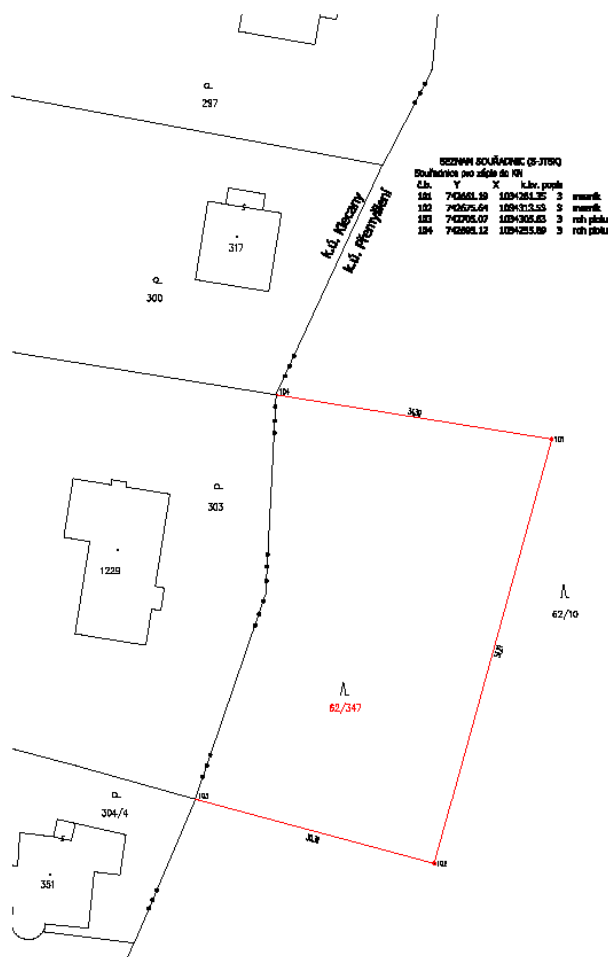 297
SEZNAM SOUŘADNIC (S-JTSK)
Souřadnice pro zápis do KN
Č.b. Y X k.kv. popis
101 742661.19 3 mezník
102 742675.64 1034313.53 3 mezník
103 742705.07 1034305.63 3 roh plotu
104 742695.12 1034255.89 3 roh plotu
k.ú. Klecany
k.ú. Přemyšlení
317
300
104
101
303
1229
62/10
62/347
103
304/4
102
351